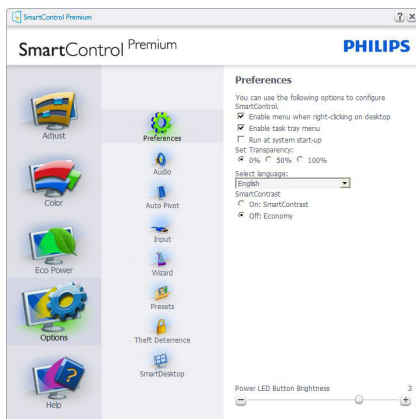 SmartControl Premium
SmartControl Premium
PHILIPS
Adjust
Color
Eco Power
Options
Help
Preferences
Audio
Auto Pivot
Input
Wizard
Presets
Theft Deterrence
SmartDesktop
Preferences
You can use the following options to configure
SmartControl.
Enable menu when right-clicking on desktop
Enable task tray menu
Run at system start-up
Set Transparency:
0% 50% 100%
Select language:
English
SmartContrast
On: SmartContrast
Off: Economy
Power LED Button Brightness 3